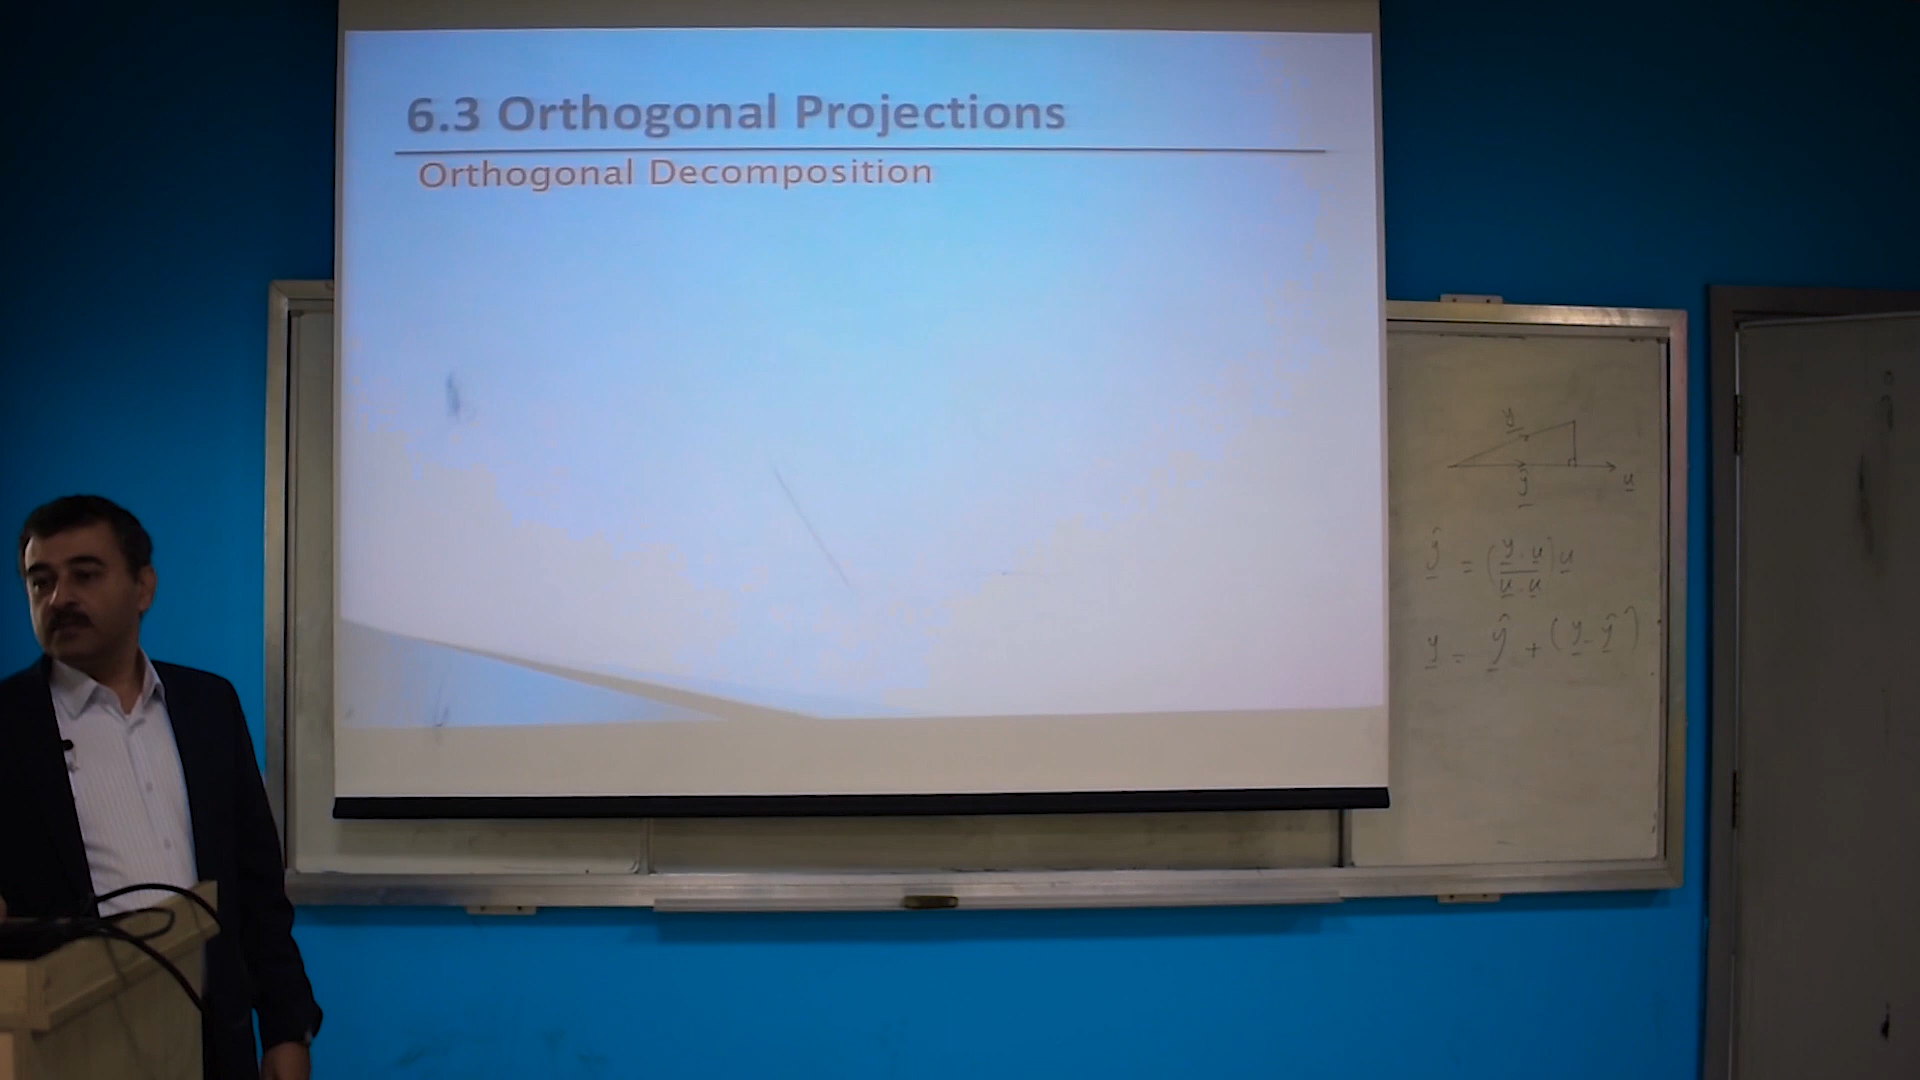 6.3 Orthogonal Projections
Orthogonal Decomposition
y
ŷ
u
ŷ = (y . u / u . u) u
y = ŷ + (y - ŷ)